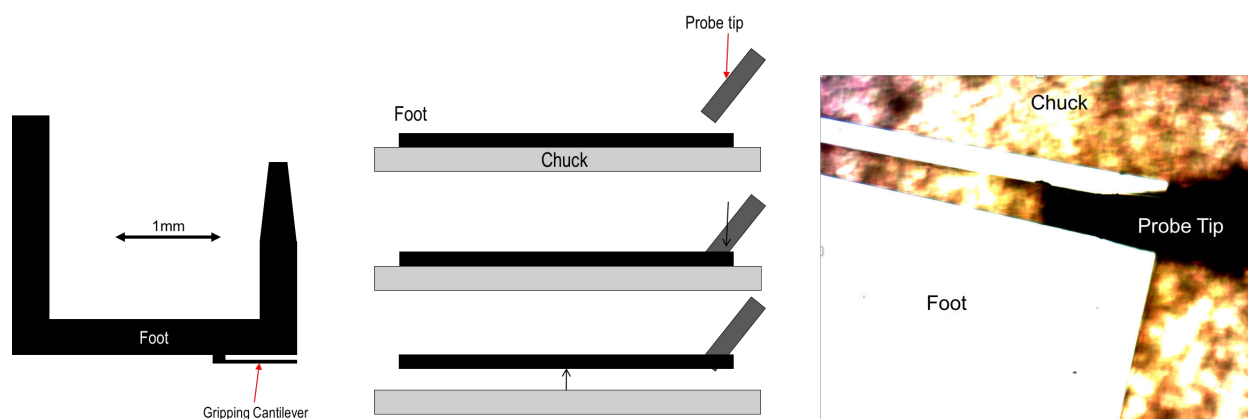 1mm
Foot
Gripping Cantilever
Probe tip
Foot
Chuck
Chuck
Probe Tip
Foot